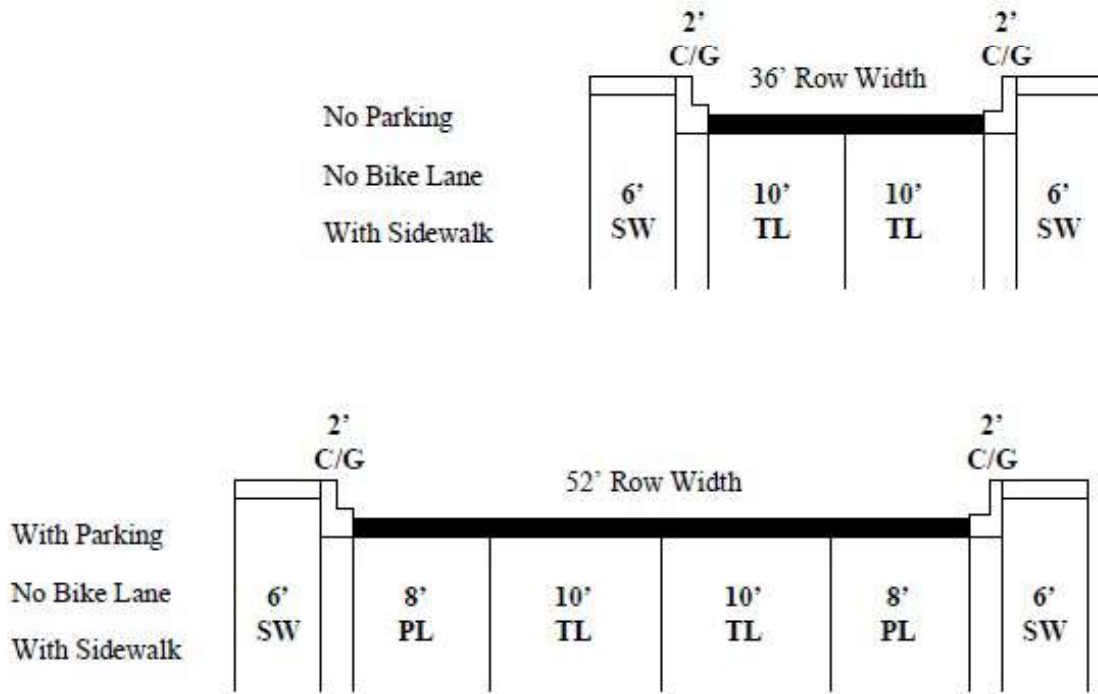 2’ 2’
C/G C/G
36’ Row Width
No Parking
No Bike Lane
With Sidewalk
6’ 10’ 10’ 6’
SW TL TL SW
2’ 2’
C/G C/G
52’ Row Width
With Parking
No Bike Lane
With Sidewalk
6’ 8’ 10’ 10’ 8’ 6’
SW PL TL TL PL SW